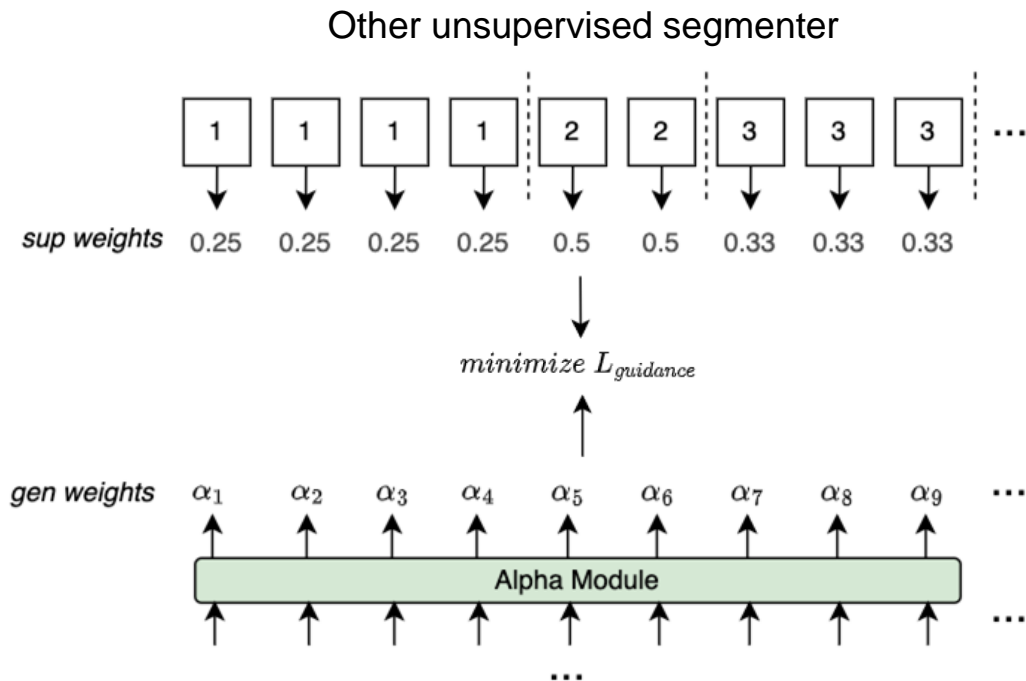 Other unsupervised segmenter
1 1 1 1 2 2 3 3 3 ...
sup weights 0.25 0.25 0.25 0.25 0.5 0.5 0.33 0.33 0.33
minimize L_guidance
gen weights α₁ α₂ α₃ α₄ α₅ α₆ α₇ α₈ α₉ ...
Alpha Module
...
...